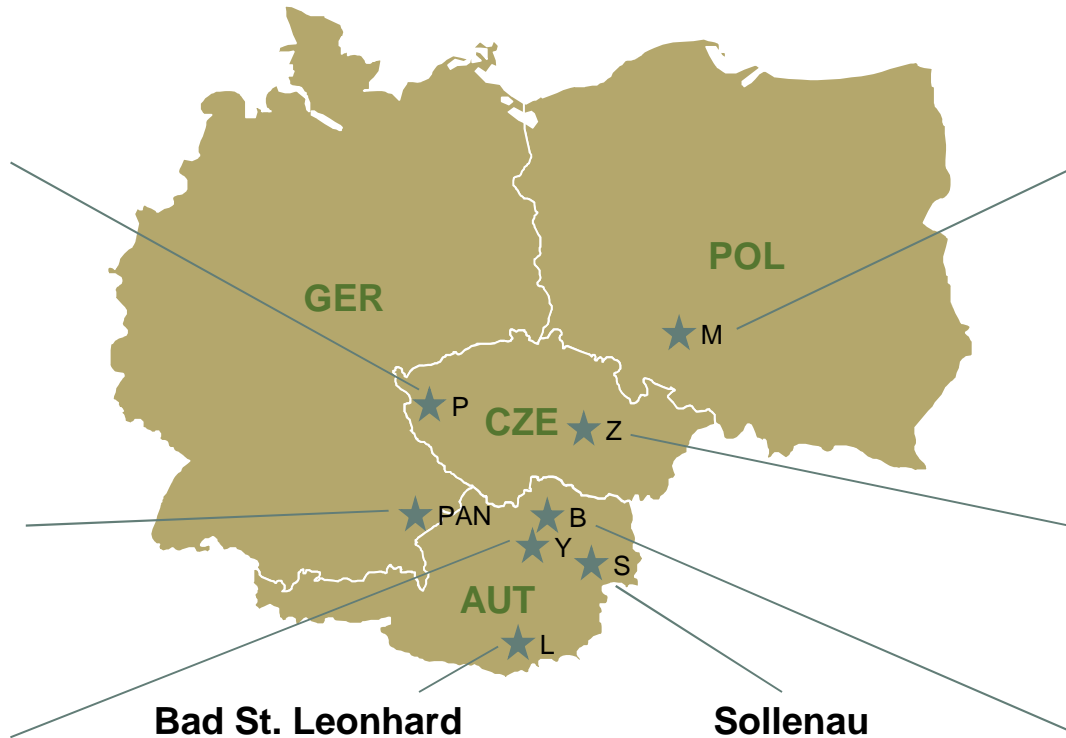 POL
GER
M
P
CZE
Z
PAN
B
Y
S
AUT
L
Bad St. Leonhard
Sollenau